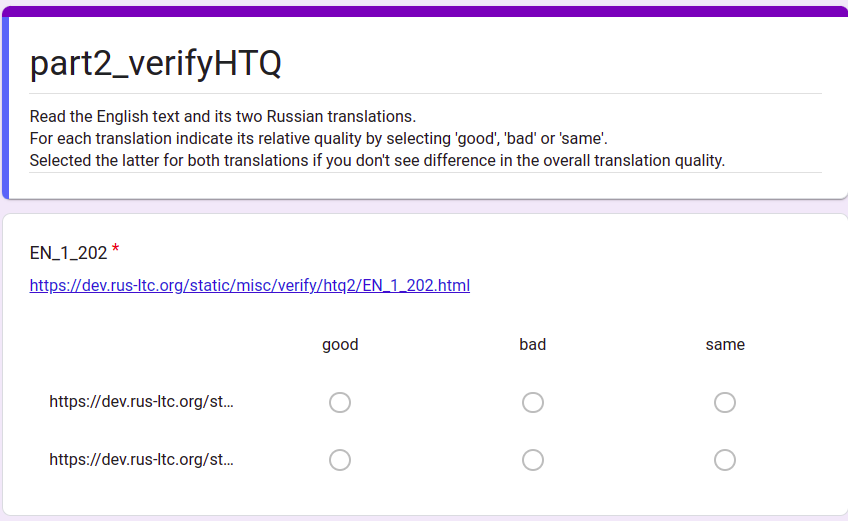 part2_verifyHTQ
Read the English text and its two Russian translations.
For each translation indicate its relative quality by selecting 'good', 'bad' or 'same'.
Selected the latter for both translations if you don't see difference in the overall translation quality.
EN_1_202 *
https://dev.rus-ltc.org/static/misc/verify/htq2/EN_1_202.html
good bad same
https://dev.rus-ltc.org/st...
https://dev.rus-ltc.org/st...